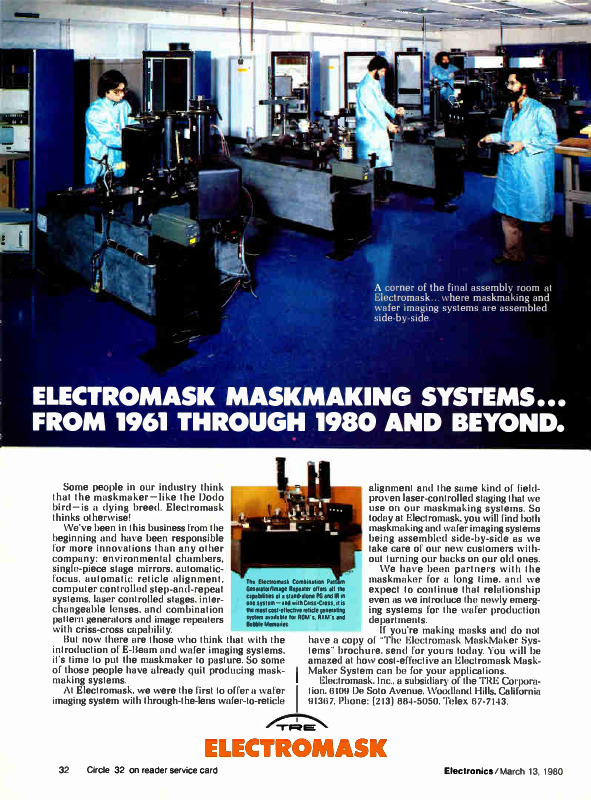 A corner of the final assembly room at
Electromask... where maskmaking and
wafer imaging systems are assembled
side-by-side.
ELECTROMASK MASKMAKING SYSTEMS...
FROM 1961 THROUGH 1980 AND BEYOND.
Some people in our industry think
that the maskmaker—like the Dodo
bird—is a dying breed. Electromask
thinks otherwise!
We've been in this business from the
beginning and have been responsible
for more innovations than any other
company: environmental chambers,
single-piece stage mirrors, automatic-
focus, automatic reticle alignment,
computer controlled step-and-repeat
systems, laser controlled stages, inter-
changeable lenses, and combination
pattern generators and image repeaters
with criss-cross capability.
But now there are those who think that with the
introduction of E-Beam and wafer imaging systems,
it's time to put the maskmaker to pasture. So some
of those people have already quit producing mask-
making systems.
At Electromask, we were the first to offer a wafer
imaging system with through-the-lens wafer-to-reticle
The Electromask Combination Pattern
Generator/Image Repeater offers all the
capabilities of a stand-alone PG and IR in
one system—and with Criss-Cross, it is
the most cost-effective reticle generating
system available for ROM's, RAM's and
Bubble Memories
alignment and the same kind of field-
proven laser-controlled staging that we
use on our maskmaking systems. So
today at Electromask, you will find both
maskmaking and wafer imaging systems
being assembled side-by-side as we
take care of our new customers with-
out turning our backs on our old ones.
We have been partners with the
maskmaker for a long time, and we
expect to continue that relationship
even as we introduce the newly emerg-
ing systems for the wafer production
departments.
If you're making masks and do not
have a copy of "The Electromask MaskMaker Sys-
tems" brochure, send for yours today. You will be
amazed at how cost-effective an Electromask Mask-
Maker System can be for your applications.
Electromask, Inc., a subsidiary of the TRE Corpora-
tion, 6109 De Soto Avenue, Woodland Hills, California
91367, Phone: (213) 884-5050, Telex 67-7143.
TRE
ELECTROMASK
32 Circle 32 on reader service card
Electronics/March 13, 1980